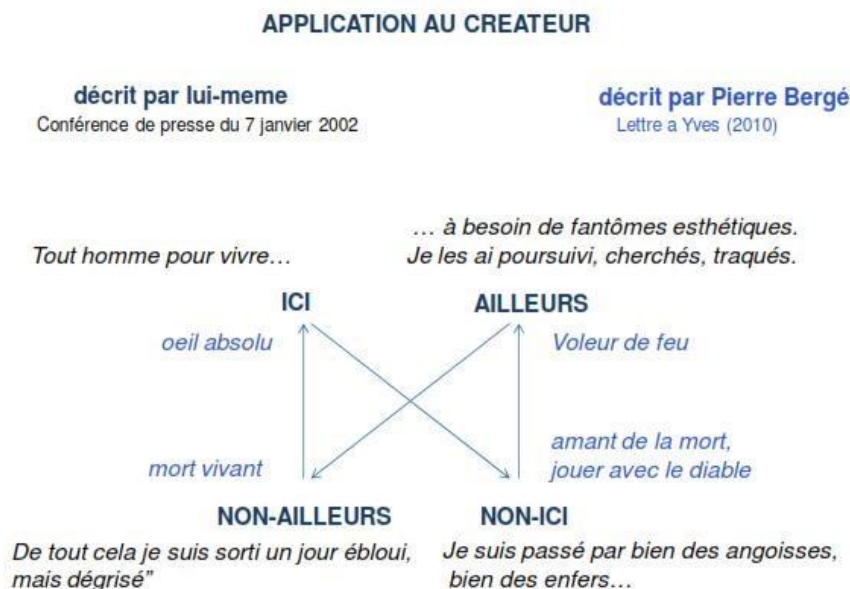 APPLICATION AU CREATEUR
décrit par lui-meme
Conférence de presse du 7 janvier 2002
décrit par Pierre Bergé
Lettre a Yves (2010)
Tout homme pour vivre…
… à besoin de fantômes esthétiques.
Je les ai poursuivi, cherchés, traqués.
ICI
AILLEURS
oeil absolu
Voleur de feu
mort vivant
amant de la mort,
jouer avec le diable
NON-AILLEURS
NON-ICI
De tout cela je suis sorti un jour ébloui,
mais dégrisé”
Je suis passé par bien des angoisses,
bien des enfers…